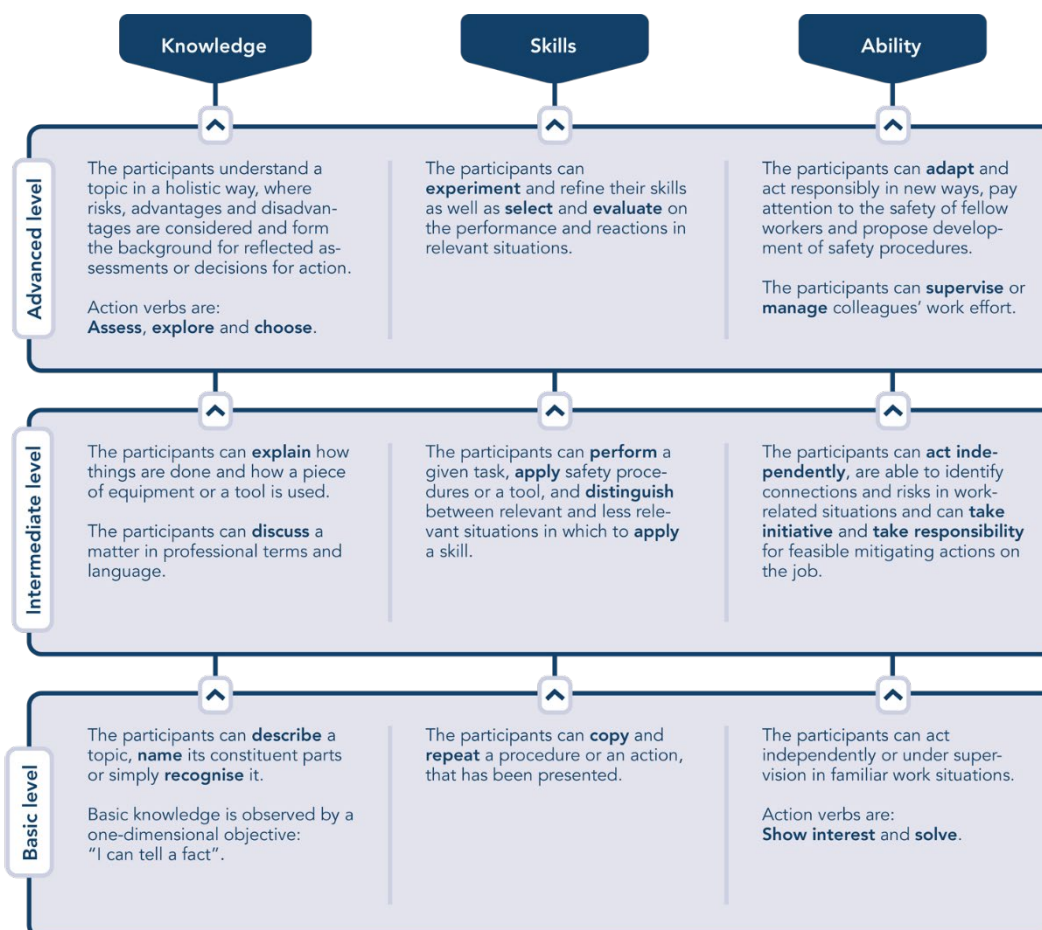 Knowledge
Skills
Ability
Advanced level
The participants understand a
topic in a holistic way, where
risks, advantages and disadvan-
tages are considered and form
the background for reflected as-
sessments or decisions for action.
Action verbs are:
Assess, explore and choose.
The participants can
experiment and refine their skills
as well as select and evaluate on
the performance and reactions in
relevant situations.
The participants can adapt and
act responsibly in new ways, pay
attention to the safety of fellow
workers and propose develop-
ment of safety procedures.
The participants can supervise or
manage colleagues’ work effort.
Intermediate level
The participants can explain how
things are done and how a piece
of equipment or a tool is used.
The participants can discuss a
matter in professional terms and
language.
The participants can perform a
given task, apply safety proce-
dures or a tool, and distinguish
between relevant and less rele-
vant situations in which to apply
a skill.
The participants can act inde-
pendently, are able to identify
connections and risks in work-
related situations and can take
initiative and take responsibility
for feasible mitigating actions on
the job.
Basic level
The participants can describe a
topic, name its constituent parts
or simply recognise it.
Basic knowledge is observed by a
one-dimensional objective:
“I can tell a fact”.
The participants can copy and
repeat a procedure or an action,
that has been presented.
The participants can act
independently or under super-
vision in familiar work situations.
Action verbs are:
Show interest and solve.